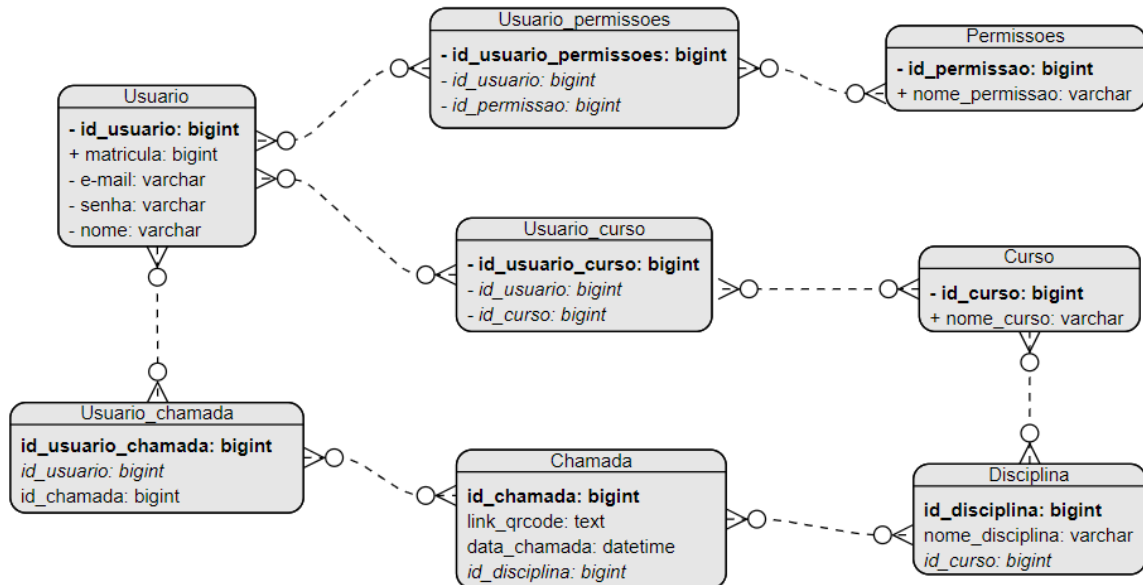 Usuario_permissoes
- id_usuario_permissoes: bigint
- id_usuario: bigint
- id_permissao: bigint
Permissoes
- id_permissao: bigint
+ nome_permissao: varchar
Usuario
- id_usuario: bigint
+ matricula: bigint
- e-mail: varchar
- senha: varchar
- nome: varchar
Usuario_curso
- id_usuario_curso: bigint
- id_usuario: bigint
- id_curso: bigint
Curso
- id_curso: bigint
+ nome_curso: varchar
Usuario_chamada
id_usuario_chamada: bigint
id_usuario: bigint
id_chamada: bigint
Chamada
id_chamada: bigint
link_qrcode: text
data_chamada: datetime
id_disciplina: bigint
Disciplina
id_disciplina: bigint
nome_disciplina: varchar
id_curso: bigint